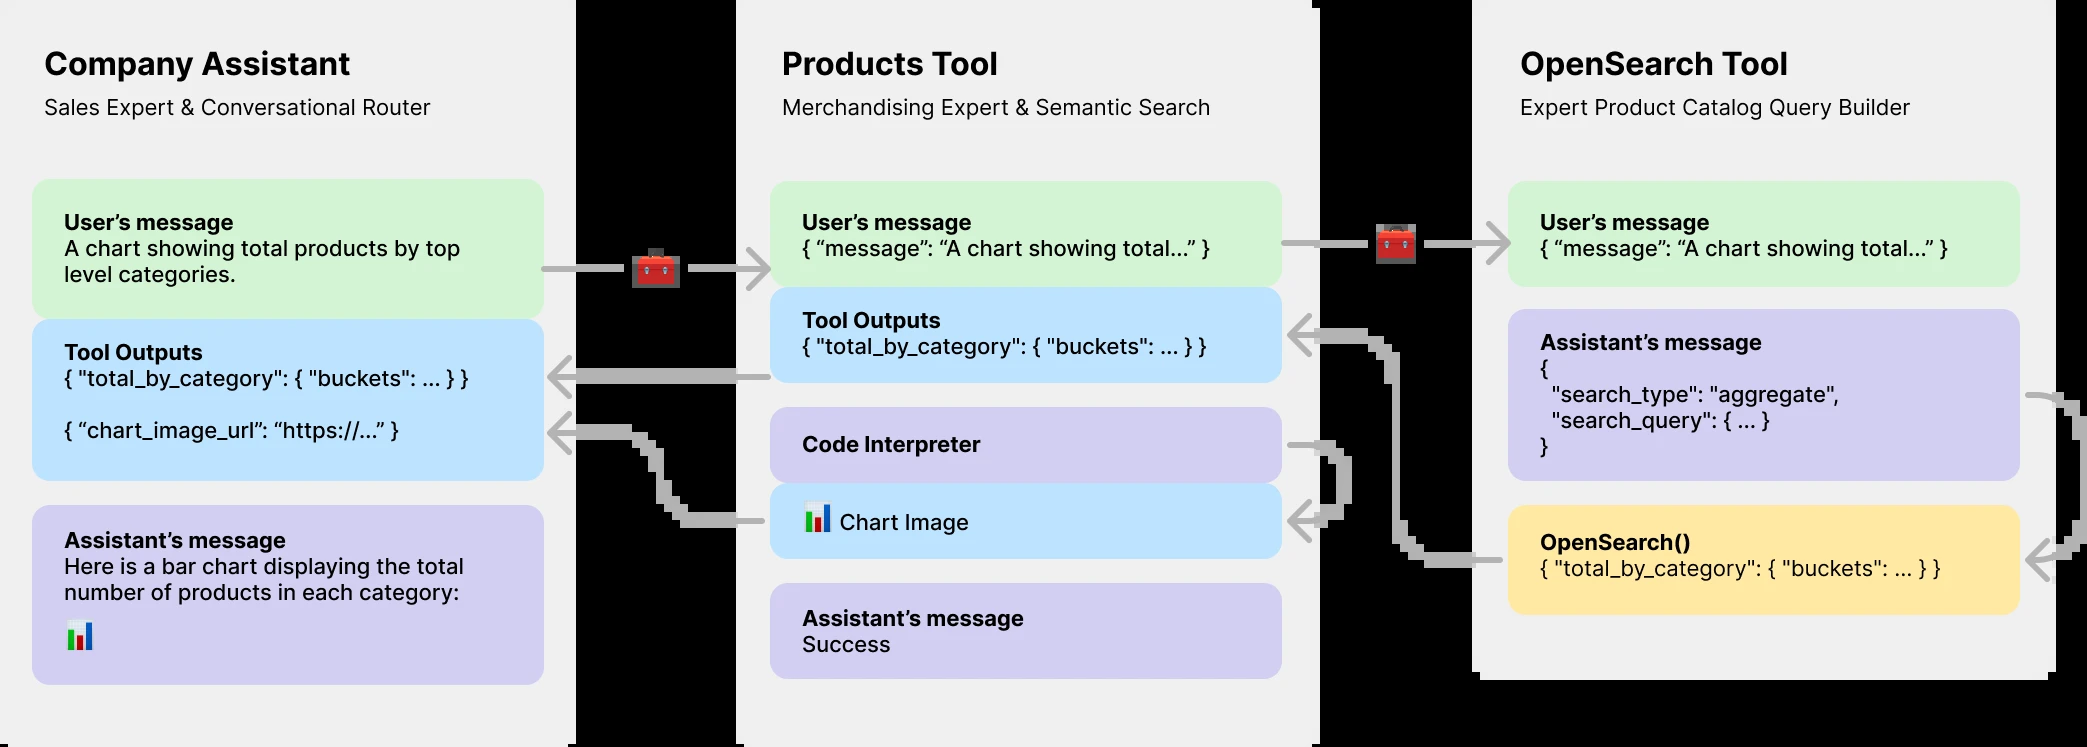 Company Assistant
Sales Expert & Conversational Router
User’s message
A chart showing total products by top
level categories.
Tool Outputs
{ "total_by_category": { "buckets": ... } }
{ “chart_image_url”: “https://...” }
Assistant’s message
Here is a bar chart displaying the total
number of products in each category:
Products Tool
Merchandising Expert & Semantic Search
User’s message
{ “message”: “A chart showing total...” }
Tool Outputs
{ "total_by_category": { "buckets": ... } }
Code Interpreter
Chart Image
Assistant’s message
Success
OpenSearch Tool
Expert Product Catalog Query Builder
User’s message
{ “message”: “A chart showing total...” }
Assistant’s message
{
"search_type": "aggregate",
"search_query": { ... }
}
OpenSearch()
{ "total_by_category": { "buckets": ... } }